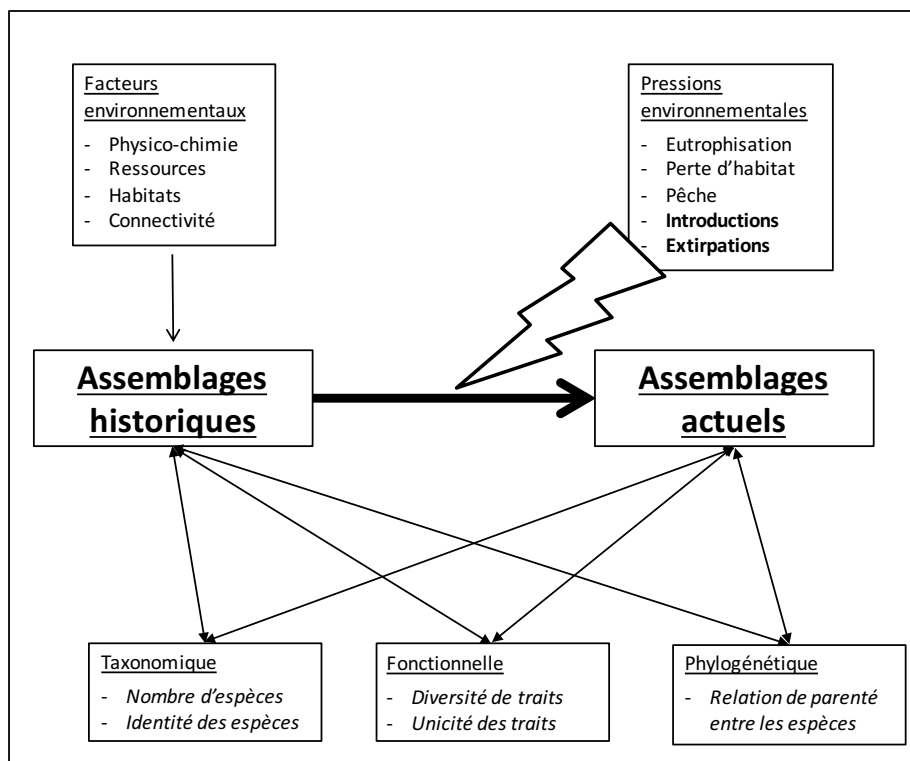 Facteurs
environnementaux
- Physico-chimie
- Ressources
- Habitats
- Connectivité
Pressions
environnementales
- Eutrophisation
- Perte d’habitat
- Pêche
- Introductions
- Extirpations
Assemblages
historiques
Assemblages
actuels
Taxonomique
- Nombre d’espèces
- Identité des espèces
Fonctionnelle
- Diversité de traits
- Unicité des traits
Phylogénétique
- Relation de parenté
entre les espèces